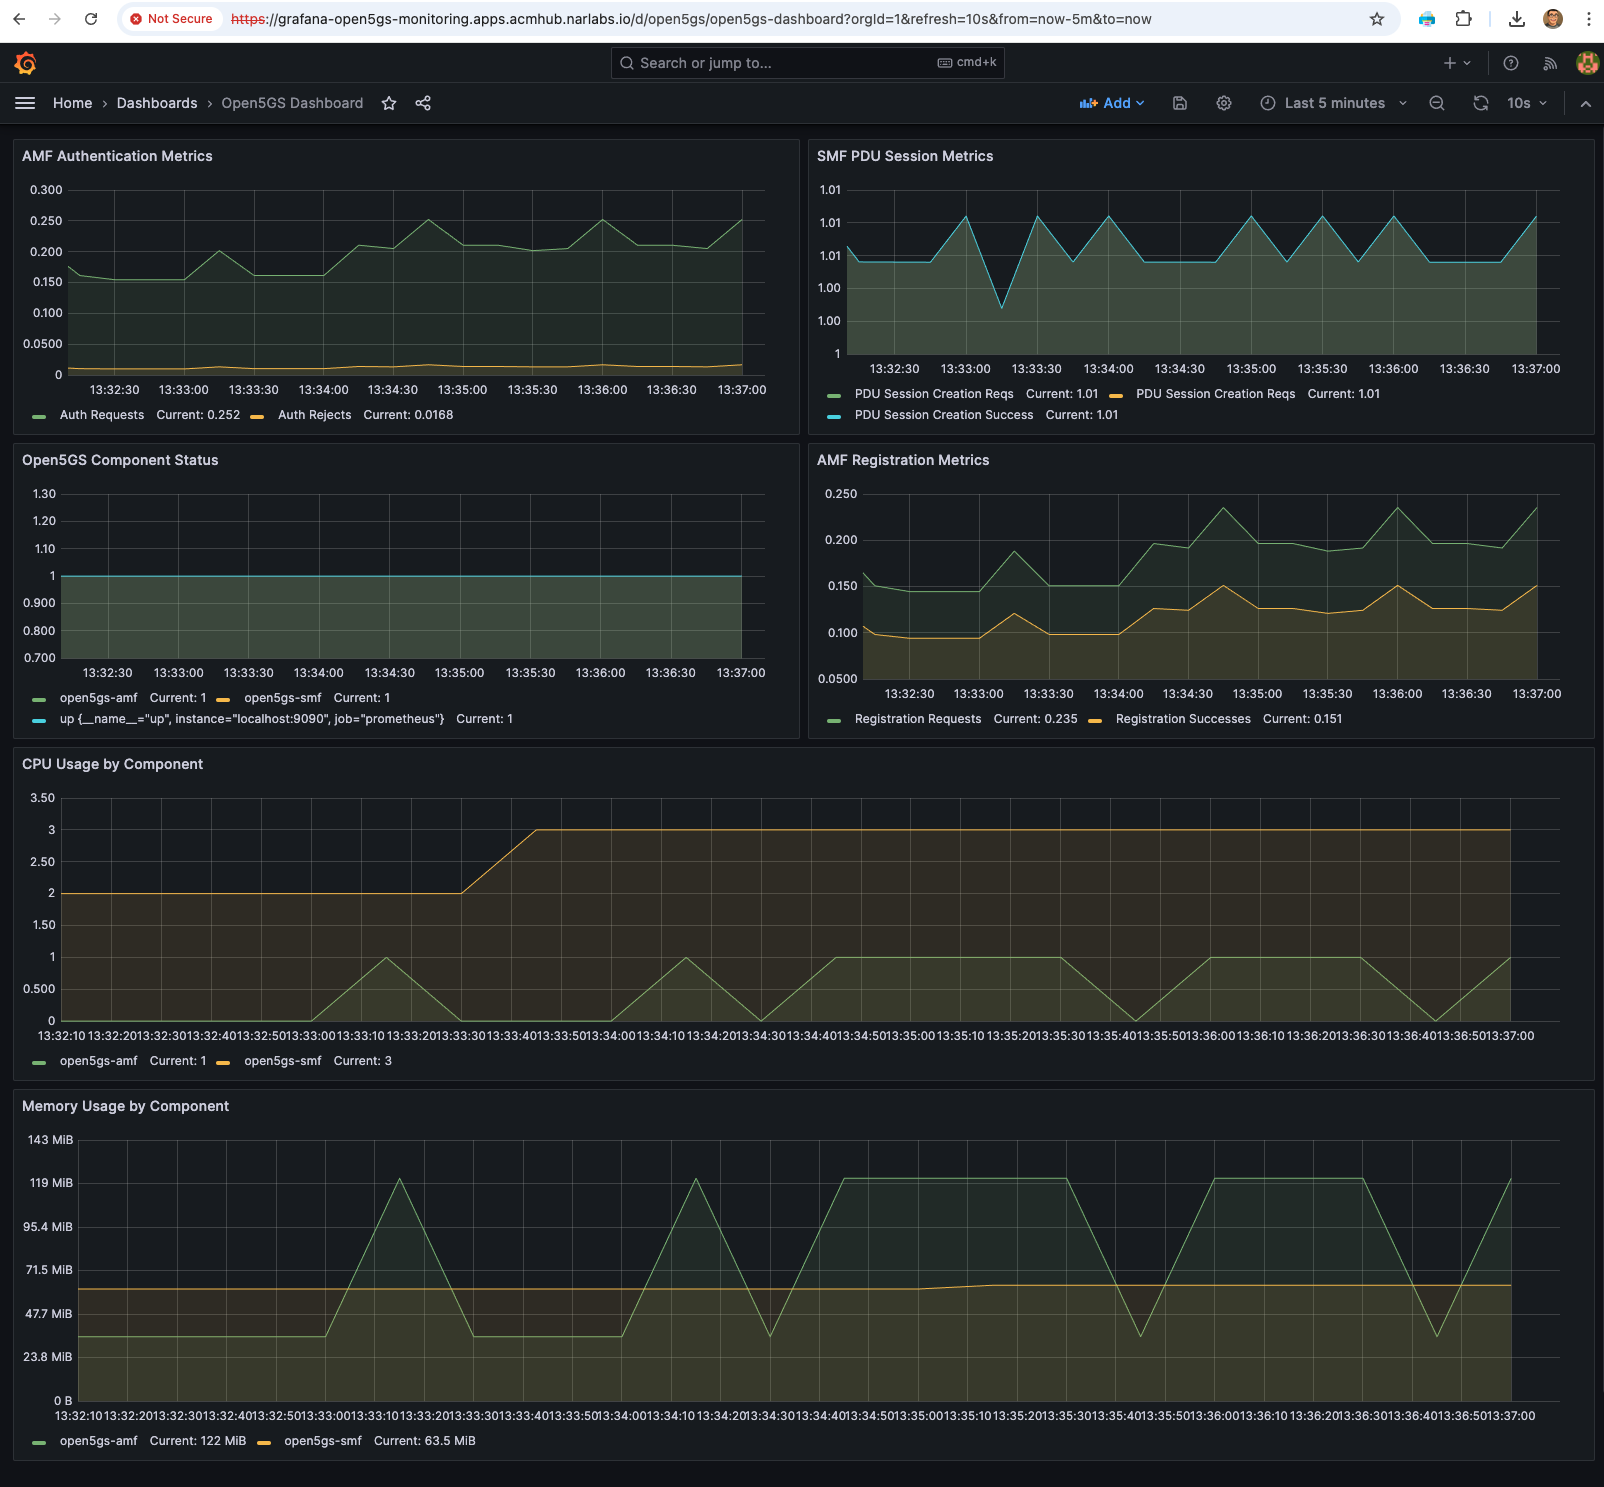 Not Secure https://grafana-open5gs-monitoring.apps.acmhub.narlabs.io/d/open5gs/open5gs-dashboard?orgId=1&refresh=10s&from=now-5m&to=now
Search or jump to... cmd+k
Home › Dashboards › Open5GS Dashboard Add Last 5 minutes 10s
AMF Authentication Metrics
0.300
0.250
0.200
0.150
0.100
0.0500
0
13:32:30 13:33:00 13:33:30 13:34:00 13:34:30 13:35:00 13:35:30 13:36:00 13:36:30 13:37:00
Auth Requests Current: 0.252 Auth Rejects Current: 0.0168
SMF PDU Session Metrics
1.01
1.01
1.01
1.00
1.00
1
13:32:30 13:33:00 13:33:30 13:34:00 13:34:30 13:35:00 13:35:30 13:36:00 13:36:30 13:37:00
PDU Session Creation Reqs Current: 1.01 PDU Session Creation Reqs Current: 1.01
PDU Session Creation Success Current: 1.01
Open5GS Component Status
1.30
1.20
1.10
1
0.900
0.800
0.700
13:32:30 13:33:00 13:33:30 13:34:00 13:34:30 13:35:00 13:35:30 13:36:00 13:36:30 13:37:00
open5gs-amf Current: 1 open5gs-smf Current: 1
up {__name__="up", instance="localhost:9090", job="prometheus"} Current: 1
AMF Registration Metrics
0.250
0.200
0.150
0.100
0.0500
13:32:30 13:33:00 13:33:30 13:34:00 13:34:30 13:35:00 13:35:30 13:36:00 13:36:30 13:37:00
Registration Requests Current: 0.235 Registration Successes Current: 0.151
CPU Usage by Component
3.50
3
2.50
2
1.50
1
0.500
0
13:32:10 13:32:20 13:32:30 13:32:40 13:32:50 13:33:00 13:33:10 13:33:20 13:33:30 13:33:40 13:33:50 13:34:00 13:34:10 13:34:20 13:34:30 13:34:40 13:34:50 13:35:00 13:35:10 13:35:20 13:35:30 13:35:40 13:35:50 13:36:00 13:36:10 13:36:20 13:36:30 13:36:40 13:36:50 13:37:00
open5gs-amf Current: 1 open5gs-smf Current: 3
Memory Usage by Component
143 MiB
119 MiB
95.4 MiB
71.5 MiB
47.7 MiB
23.8 MiB
0 B
13:32:10 13:32:20 13:32:30 13:32:40 13:32:50 13:33:00 13:33:10 13:33:20 13:33:30 13:33:40 13:33:50 13:34:00 13:34:10 13:34:20 13:34:30 13:34:40 13:34:50 13:35:00 13:35:10 13:35:20 13:35:30 13:35:40 13:35:50 13:36:00 13:36:10 13:36:20 13:36:30 13:36:40 13:36:50 13:37:00
open5gs-amf Current: 122 MiB open5gs-smf Current: 63.5 MiB